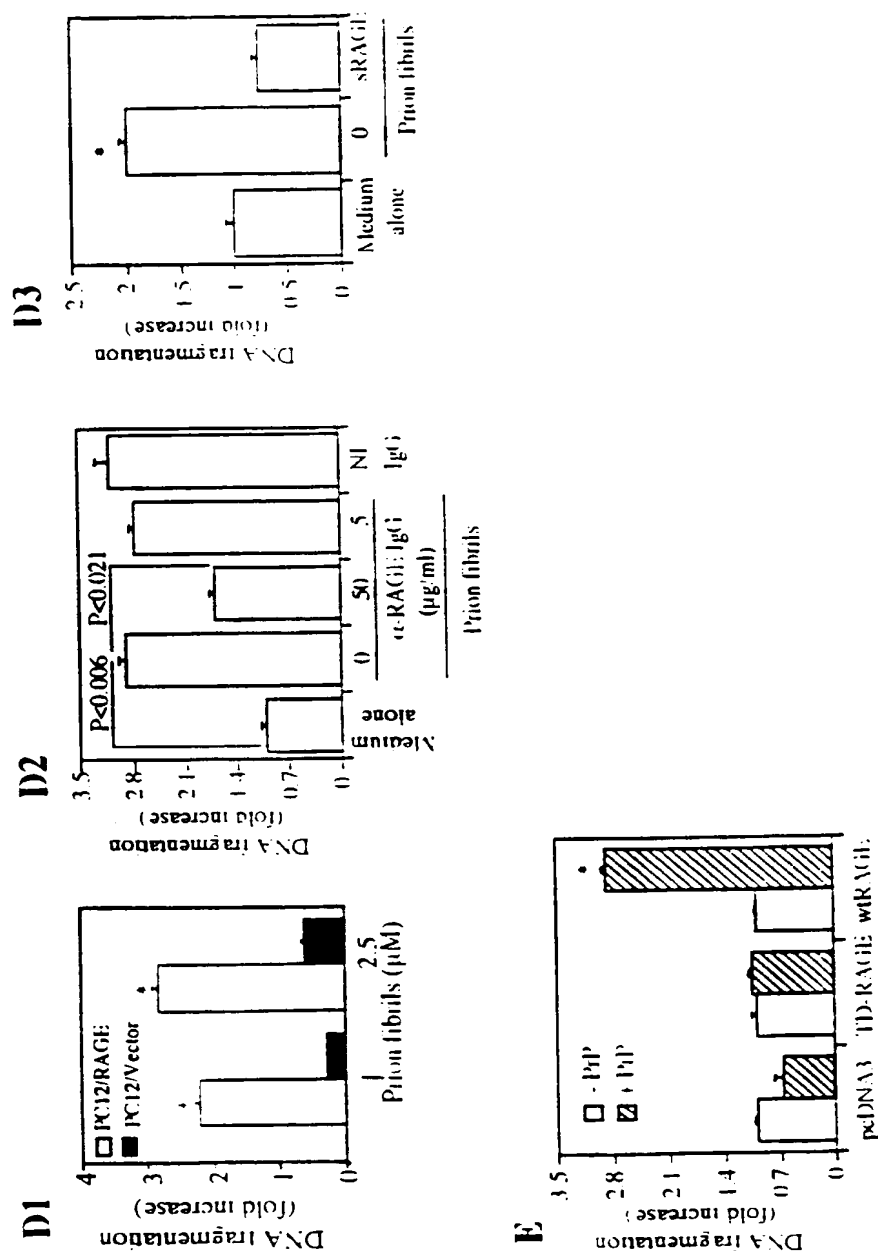 D1
4
3
2
1
0
DNA fragmentation
(fold increase)
PC12/RAGE
PC12/Vector
*
*
1
2.5
Prion fibrils (µM)
D2
3.5
2.8
2.1
1.4
0.7
0
DNA fragmentation
(fold increase)
P<0.006
P<0.021
Medium
alone
0
50
5
NI
IgG
α-RAGE IgG
(µg/ml)
Prion fibrils
D3
2.5
2
1.5
1
0.5
0
DNA fragmentation
(fold increase)
*
Medium
alone
0
sRAGE
Prion fibrils
E
3.5
2.8
2.1
1.4
0.7
0
DNA fragmentation
(fold increase)
- PrP
+ PrP
*
pcDNA3
TD-RAGE
wtRAGE